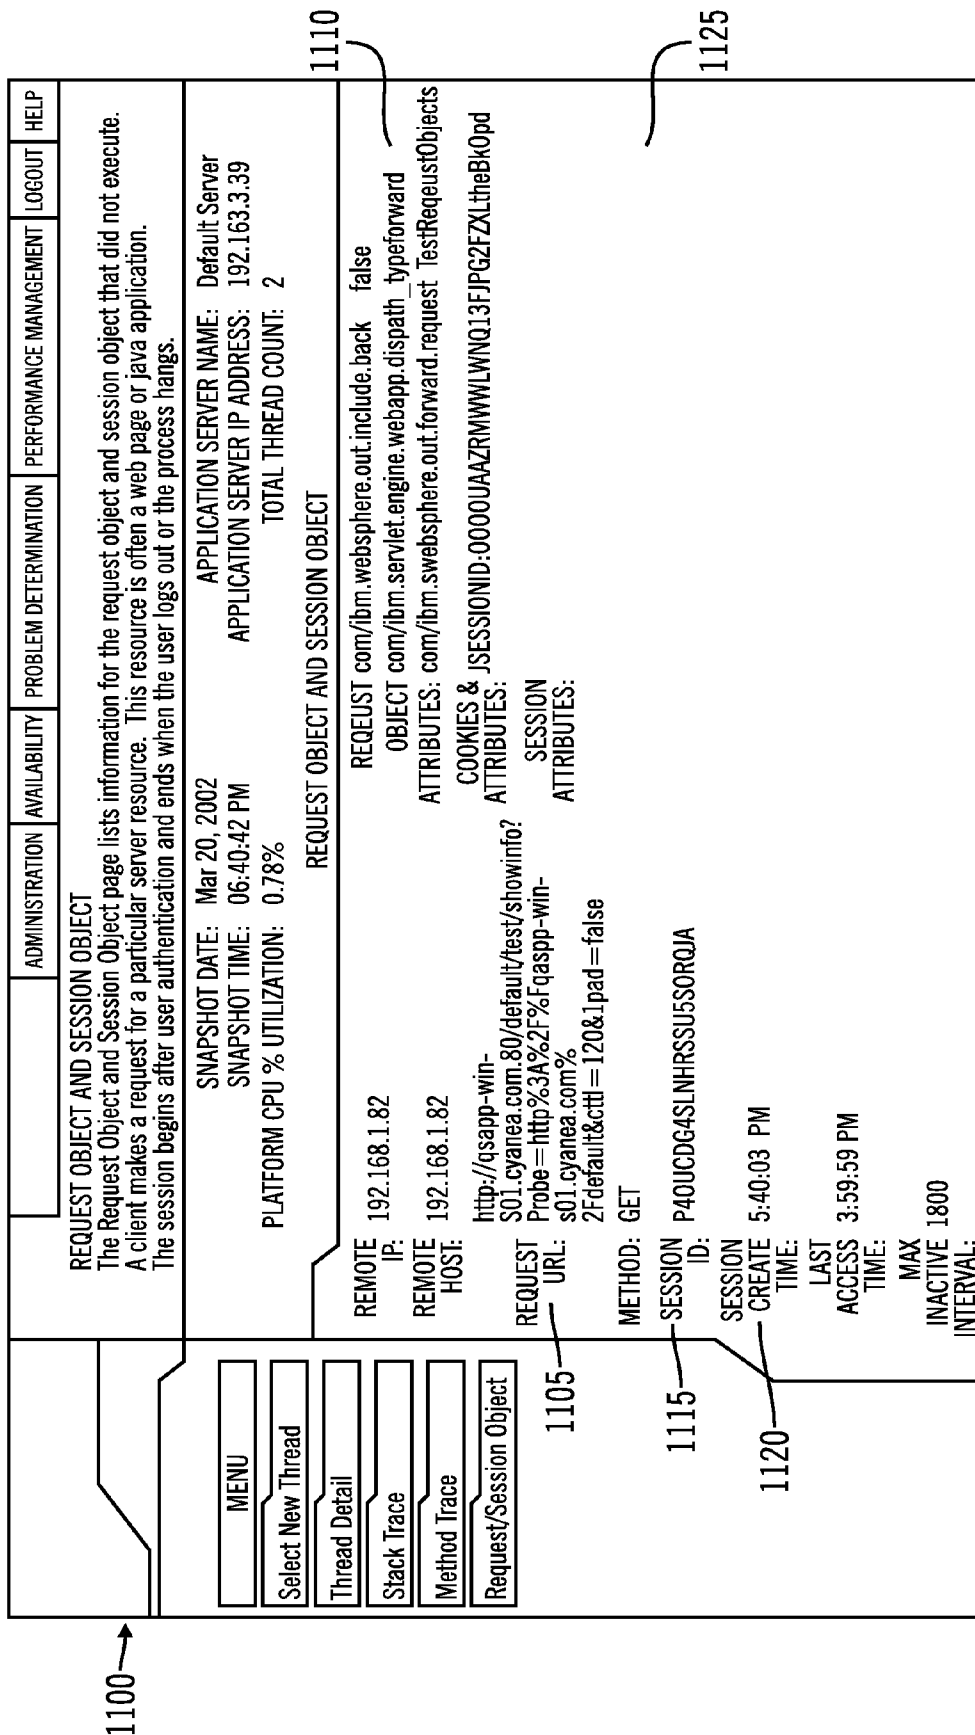 1100
ADMINISTRATION AVAILABILITY PROBLEM DETERMINATION PERFORMANCE MANAGEMENT LOGOUT HELP
REQUEST OBJECT AND SESSION OBJECT
The Request Object and Session Object page lists information for the request object and session object that did not execute.
A client makes a request for a particular server resource. This resource is often a web page or java application.
The session begins after user authentication and ends when the user logs out or the process hangs.
SNAPSHOT DATE: Mar 20, 2002
SNAPSHOT TIME: 06:40:42 PM
PLATFORM CPU % UTILIZATION: 0.78%
APPLICATION SERVER NAME: Default Server
APPLICATION SERVER IP ADDRESS: 192.163.3.39
TOTAL THREAD COUNT: 2
MENU
Select New Thread
Thread Detail
Stack Trace
Method Trace
Request/Session Object
REQUEST OBJECT AND SESSION OBJECT
REMOTE 192.168.1.82
IP:
REMOTE 192.168.1.82
HOST:
http://qsapp-win-
S01.cyanea.com.80/default/test/showinfo?
REQUEST Probe=http%3A%2F%Fqaspp-win-
URL: s01.cyanea.com%
2Fdefault&cttl=120&1pad=false
METHOD: GET
SESSION P4OUCDG4SLNHRSSU5SORQJA
ID:
SESSION
CREATE 5:40:03 PM
TIME:
LAST
ACCESS 3:59:59 PM
TIME:
MAX
INACTIVE 1800
INTERVAL:
REQEUST com/ibm.websphere.out.include.back false
OBJECT com/ibm.servlet.engine.webapp.dispath_typeforward
ATTRIBUTES: com/ibm.swebsphere.out.forward.request_TestReqeustObjects
COOKIES & JSESSIONID:0000UAAZRMWWLWNQ13FJPG2FZXLtheBkOpd
ATTRIBUTES:
SESSION
ATTRIBUTES:
1105
1110
1115
1120
1125